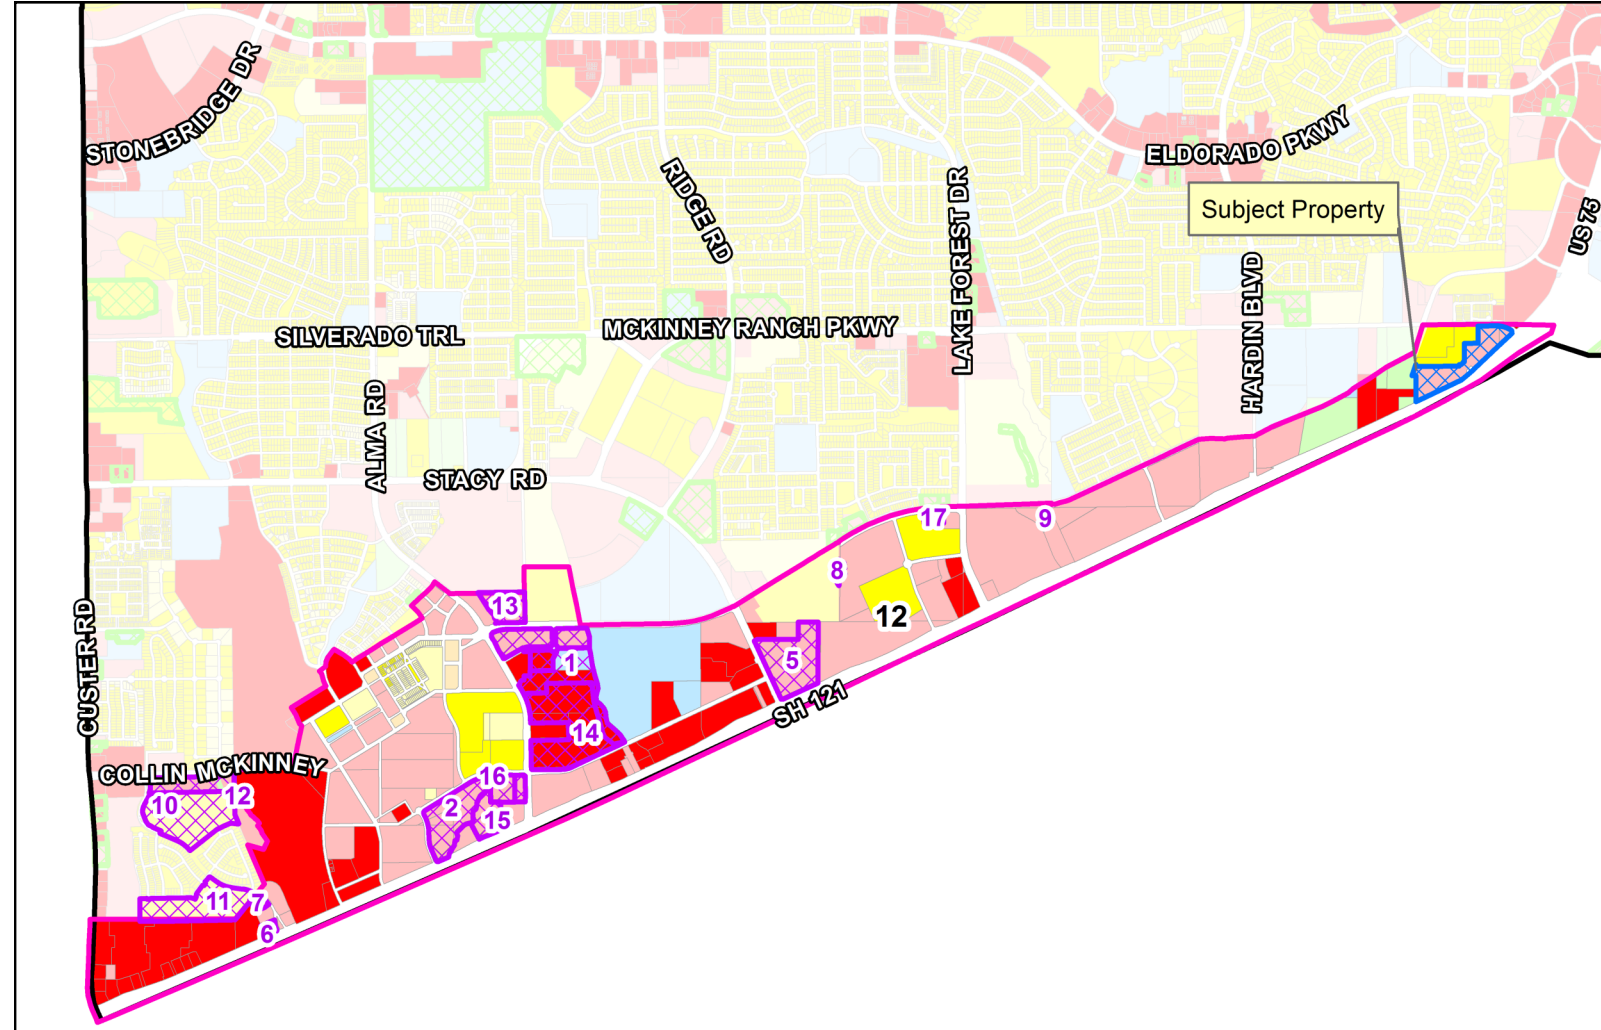 STONEBRIDGE DR
ELDORADO PKWY
RIDGE RD
LAKE FOREST DR
Subject Property
US 75
HARDIN BLVD
SILVERADO TRL
MCKINNEY RANCH PKWY
ALMA RD
STACY RD
17
9
8
13
12
CUSTER RD
1
5
SH 121
14
COLLIN MCKINNEY
16
10
12
2
15
11
7
6